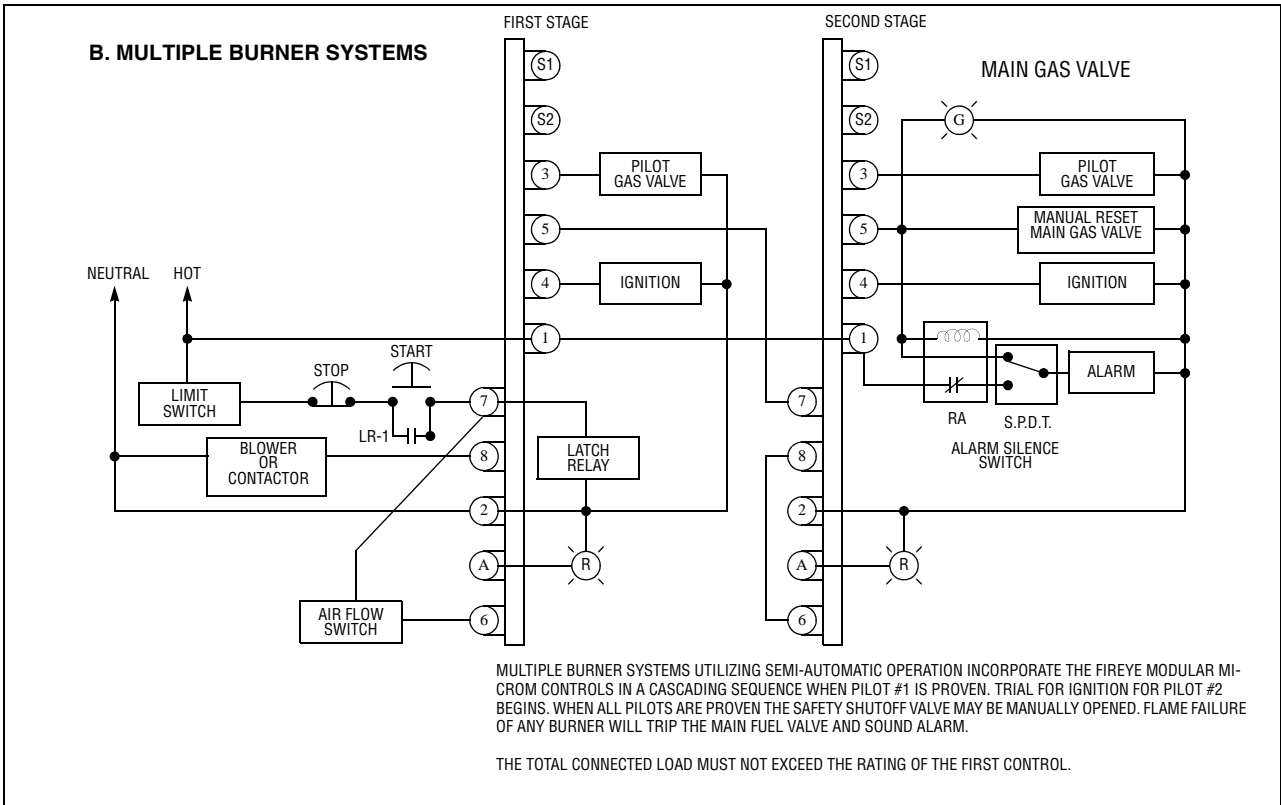 FIRST STAGE
SECOND STAGE
B. MULTIPLE BURNER SYSTEMS
MAIN GAS VALVE
S1
S2
3
5
4
1
7
8
2
A
6
PILOT
GAS VALVE
IGNITION
NEUTRAL
HOT
LIMIT
SWITCH
STOP
START
LR-1
BLOWER
OR
CONTACTOR
LATCH
RELAY
R
AIR FLOW
SWITCH
S1
S2
3
5
4
1
7
8
2
A
6
G
PILOT
GAS VALVE
MANUAL RESET
MAIN GAS VALVE
IGNITION
ALARM
RA
S.P.D.T.
ALARM SILENCE
SWITCH
R
MULTIPLE BURNER SYSTEMS UTILIZING SEMI-AUTOMATIC OPERATION INCORPORATE THE FIREYE MODULAR MI-
CROM CONTROLS IN A CASCADING SEQUENCE WHEN PILOT #1 IS PROVEN. TRIAL FOR IGNITION FOR PILOT #2
BEGINS. WHEN ALL PILOTS ARE PROVEN THE SAFETY SHUTOFF VALVE MAY BE MANUALLY OPENED. FLAME FAILURE
OF ANY BURNER WILL TRIP THE MAIN FUEL VALVE AND SOUND ALARM.
THE TOTAL CONNECTED LOAD MUST NOT EXCEED THE RATING OF THE FIRST CONTROL.